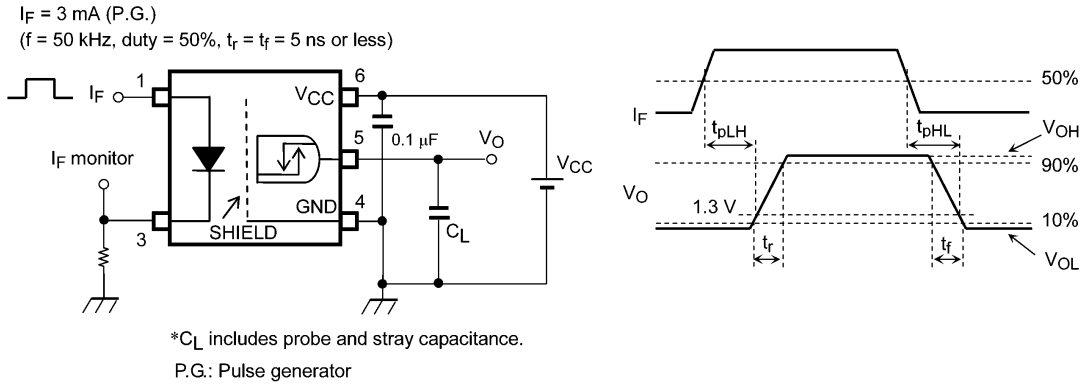 IF = 3 mA (P.G.)
(f = 50 kHz, duty = 50%, tr = tf = 5 ns or less)
1
IF
IF monitor
3
VCC
6
5
GND
4
SHIELD
0.1 μF
VO
CL
VCC
*CL includes probe and stray capacitance.
P.G.: Pulse generator
50%
IF
tpLH
tpHL
VOH
90%
VO
1.3 V
10%
tr
tf
VOL